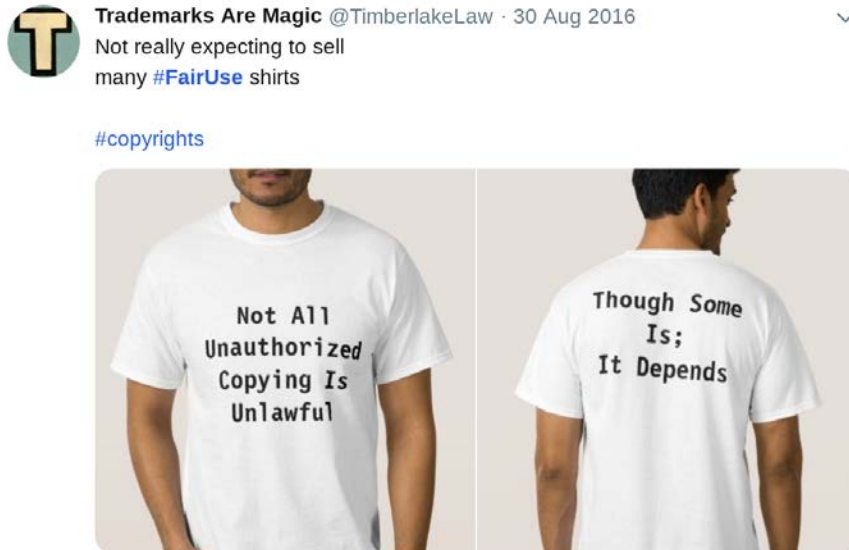 T
Trademarks Are Magic @TimberlakeLaw · 30 Aug 2016
Not really expecting to sell
many #FairUse shirts
#copyrights
Not All
Unauthorized
Copying Is
Unlawful
Though Some
Is;
It Depends